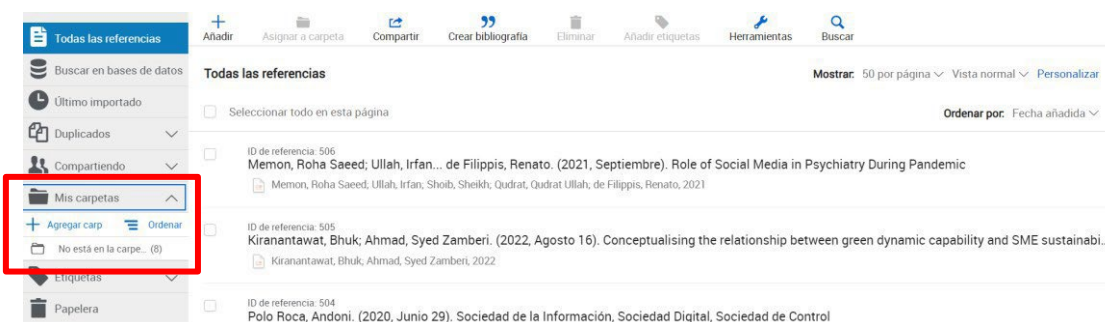 Añadir Asignar a carpeta Compartir Crear bibliografía Eliminar Añadir etiquetas Herramientas Buscar
Todas las referencias
Buscar en bases de datos
Último importado
Duplicados
Compartiendo
Mis carpetas
Agregar carp Ordenar
No está en la carpe... (8)
Etiquetas
Papelera
Todas las referencias Mostrar: 50 por página Vista normal Personalizar
Seleccionar todo en esta página Ordenar por: Fecha añadida
ID de referencia: 506
Memon, Roha Saeed; Ullah, Irfan... de Filippis, Renato. (2021, Septiembre). Role of Social Media in Psychiatry During Pandemic
Memon, Roha Saeed; Ullah, Irfan; Shoib, Sheikh; Qudrat, Qudrat Ullah; de Filippis, Renato, 2021
ID de referencia: 505
Kiranantawat, Bhuk; Ahmad, Syed Zamberi. (2022, Agosto 16). Conceptualising the relationship between green dynamic capability and SME sustainabi...
Kiranantawat, Bhuk; Ahmad, Syed Zamberi, 2022
ID de referencia: 504
Polo Roca, Andoni. (2020, Junio 29). Sociedad de la Información, Sociedad Digital, Sociedad de Control